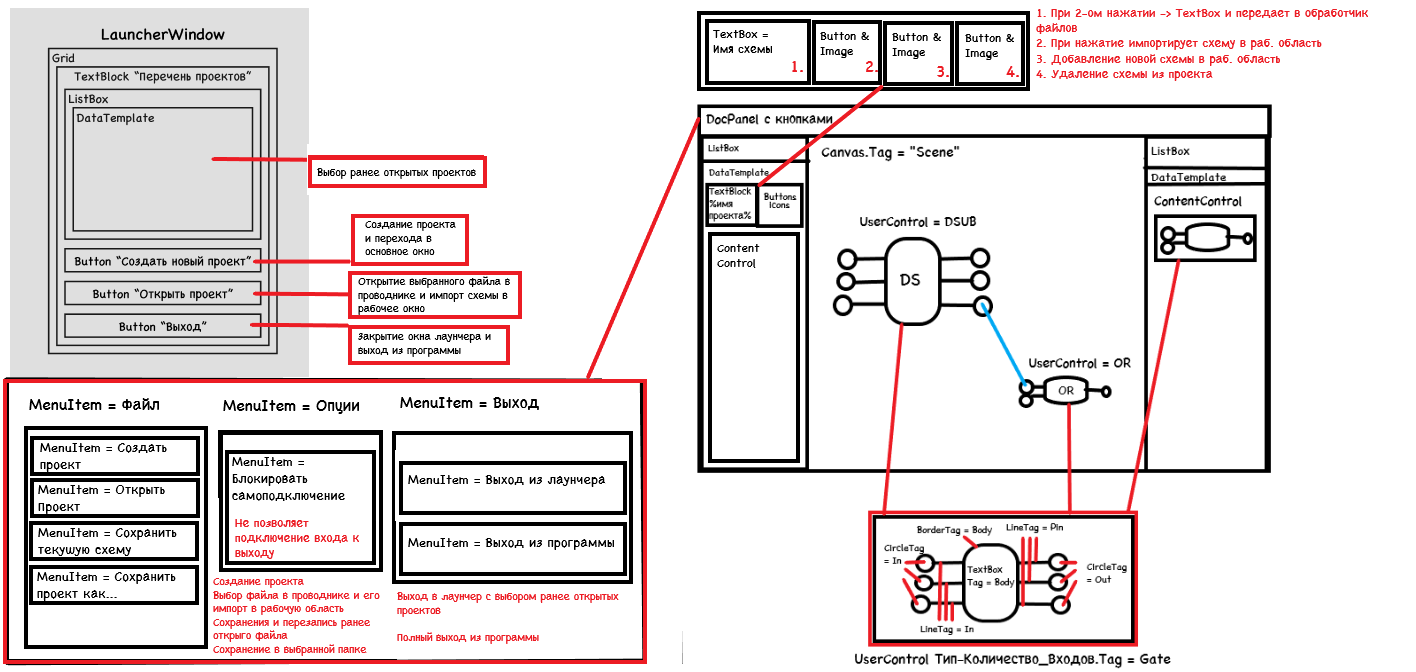 LauncherWindow
Grid
TextBlock “Перечень проектов”
ListBox
DataTemplate
Выбор ранее открытых проектов
Создание проекта
и перехода в
основное окно
Button “Создать новый проект”
Открытие выбранного файла в
проводнике и импорт схемы в
рабочее окно
Button “Открыть проект”
Button “Выход”
Закрытие окна лаунчера и
выход из программы
MenuItem = Файл
MenuItem = Создать
проект
MenuItem = Открыть
Проект
MenuItem = Сохранить
текушую схему
MenuItem = Сохранить
проект как...
MenuItem = Опции
MenuItem =
Блокировать
самоподключение
Не позволяет
подключение входа к
выходу
Создание проекта
Выбор файла в проводнике и его
импорт в рабочую область
Сохранения и перезапись ранее
открыго файла
Сохранение в выбранной папке
MenuItem = Выход
MenuItem = Выход из лаунчера
MenuItem = Выход из программы
Выход в лаунчер с выбором ранее открытых
проектов
Полный выход из программы
TextBox =
Имя схемы
1.
Button &
Image
2.
Button &
Image
3.
Button &
Image
4.
1. При 2-ом нажатии -> TextBox и передает в обработчик
файлов
2. При нажатие импортирует схему в раб. область
3. Добавление новой схемы в раб. область
4. Удаление схемы из проекта
DocPanel с кнопками
ListBox
DataTemplate
TextBlock
%имя
проекта%
Buttons
Icons
Content
Control
Canvas.Tag = "Scene"
UserControl = DSUB
DS
UserControl = OR
OR
ListBox
DataTemplate
ContentControl
BorderTag = Body
LineTag = Pin
CircleTag
= In
TextBox
Tag = Body
CircleTag
= Out
LineTag = In
UserControl Тип-Количество_Входов.Tag = Gate